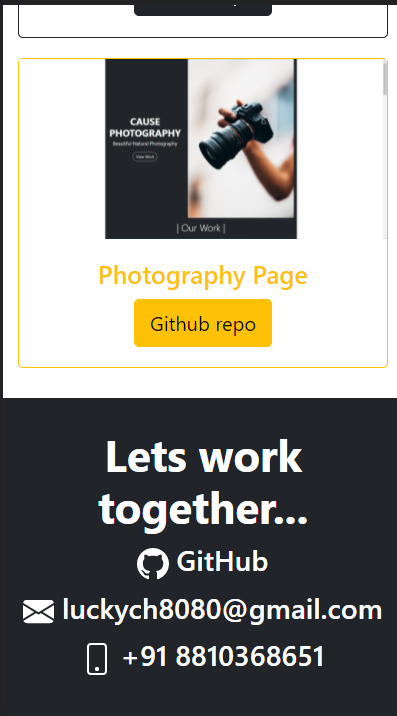 CAUSE
PHOTOGRAPHY
Beautiful Natural Photography
View Work
| Our Work |
Photography Page
Github repo
Lets work
together...
GitHub
luckych8080@gmail.com
+91 8810368651